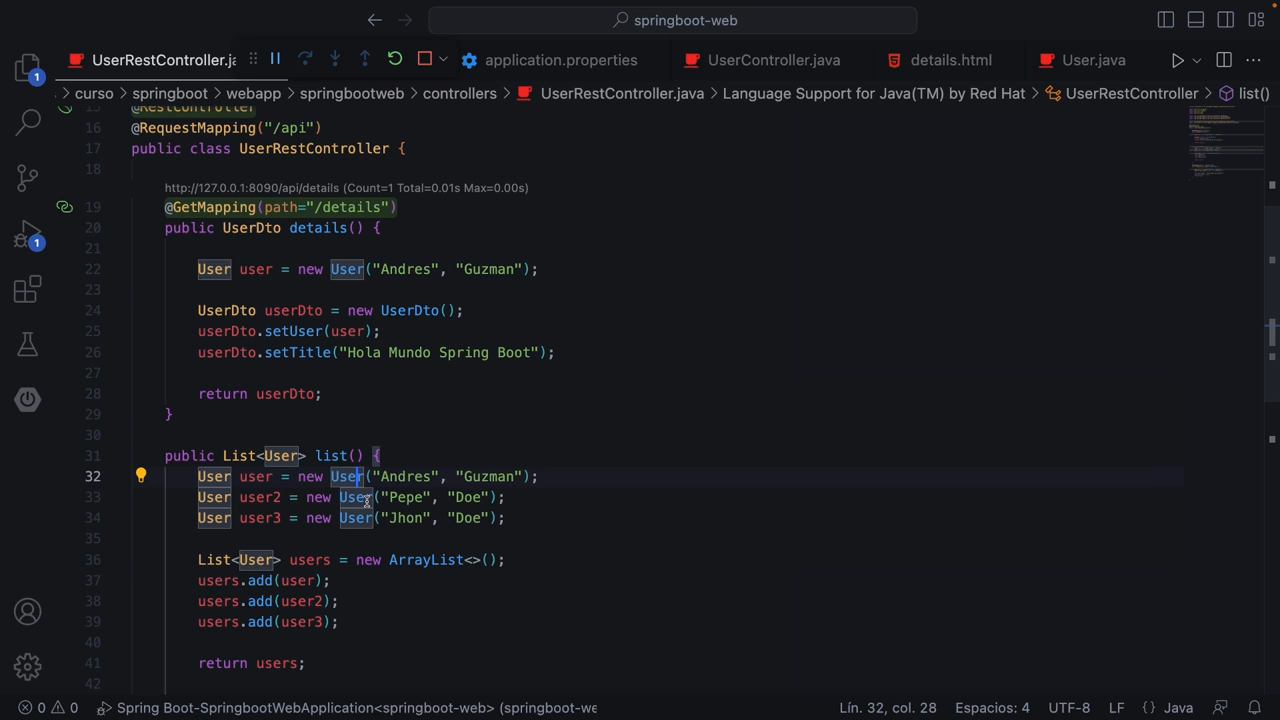 springboot-web
UserRestController.ja
application.properties
UserController.java
details.html
User.java
curso > springboot > webapp > springbootweb > controllers > UserRestController.java > Language Support for Java(TM) by Red Hat > UserRestController > list()
15 @RestController
16 @RequestMapping("/api")
17 public class UserRestController {
18
http://127.0.0.1:8090/api/details (Count=1 Total=0.01s Max=0.00s)
19 @GetMapping(path="/details")
20 public UserDto details() {
21
22 User user = new User("Andres", "Guzman");
23
24 UserDto userDto = new UserDto();
25 userDto.setUser(user);
26 userDto.setTitle("Hola Mundo Spring Boot");
27
28 return userDto;
29 }
30
31 public List<User> list() {
32 User user = new User("Andres", "Guzman");
33 User user2 = new User("Pepe", "Doe");
34 User user3 = new User("Jhon", "Doe");
35
36 List<User> users = new ArrayList<>();
37 users.add(user);
38 users.add(user2);
39 users.add(user3);
40
41 return users;
42
1
1
0 0 Spring Boot-SpringbootWebApplication<springboot-web> (springboot-we Lín. 32, col. 28 Espacios: 4 UTF-8 LF {} Java